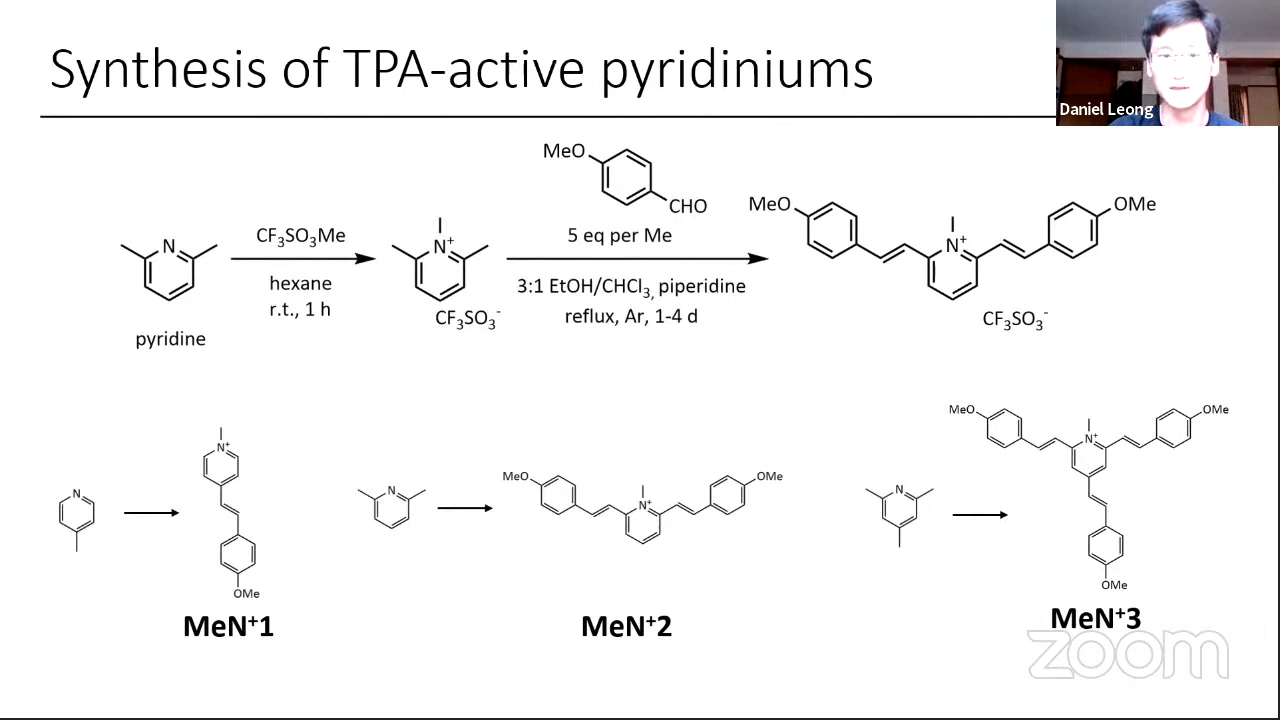 Synthesis of TPA-active pyridiniums
Daniel Leong
MeO
CHO
N
pyridine
CF₃SO₃Me
hexane
r.t., 1 h
N⁺
CF₃SO₃⁻
5 eq per Me
3:1 EtOH/CHCl₃, piperidine
reflux, Ar, 1-4 d
MeO
OMe
N⁺
CF₃SO₃⁻
N
N⁺
OMe
MeN⁺1
N
MeO
OMe
N⁺
MeN⁺2
N
MeO
OMe
N⁺
OMe
MeN⁺3
zoom